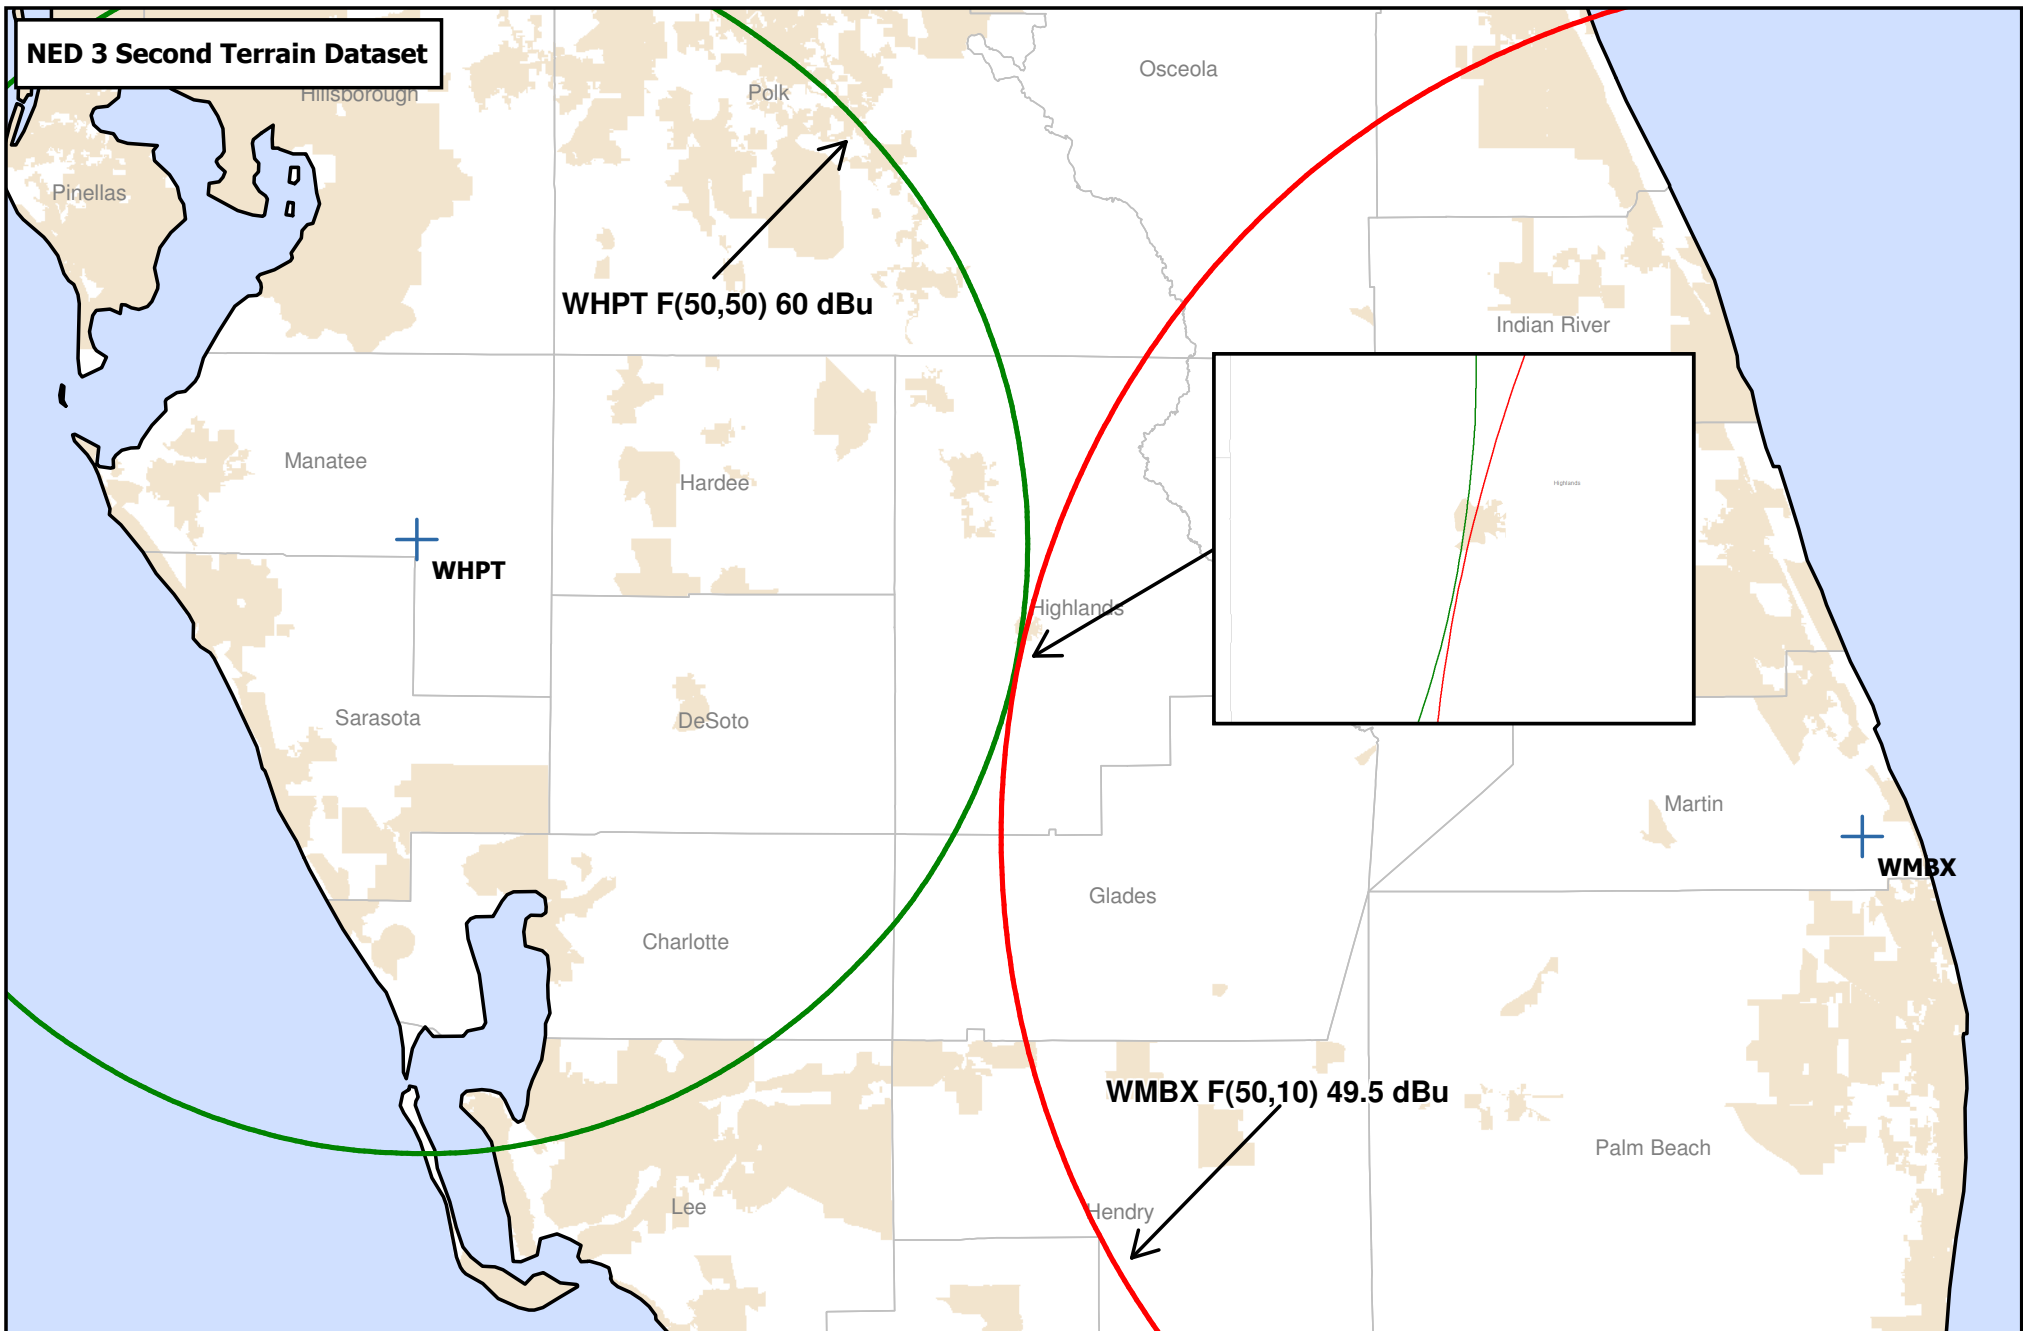 NED 3 Second Terrain Dataset
Osceola
Hillsborough
Polk
Pinellas
WHPT F(50,50) 60 dBu
Indian River
Manatee
Hardee
Highlands
WHPT
Highlands
Sarasota
DeSoto
Martin
WMBX
Glades
Charlotte
WMBX F(50,10) 49.5 dBu
Palm Beach
Lee
Hendry